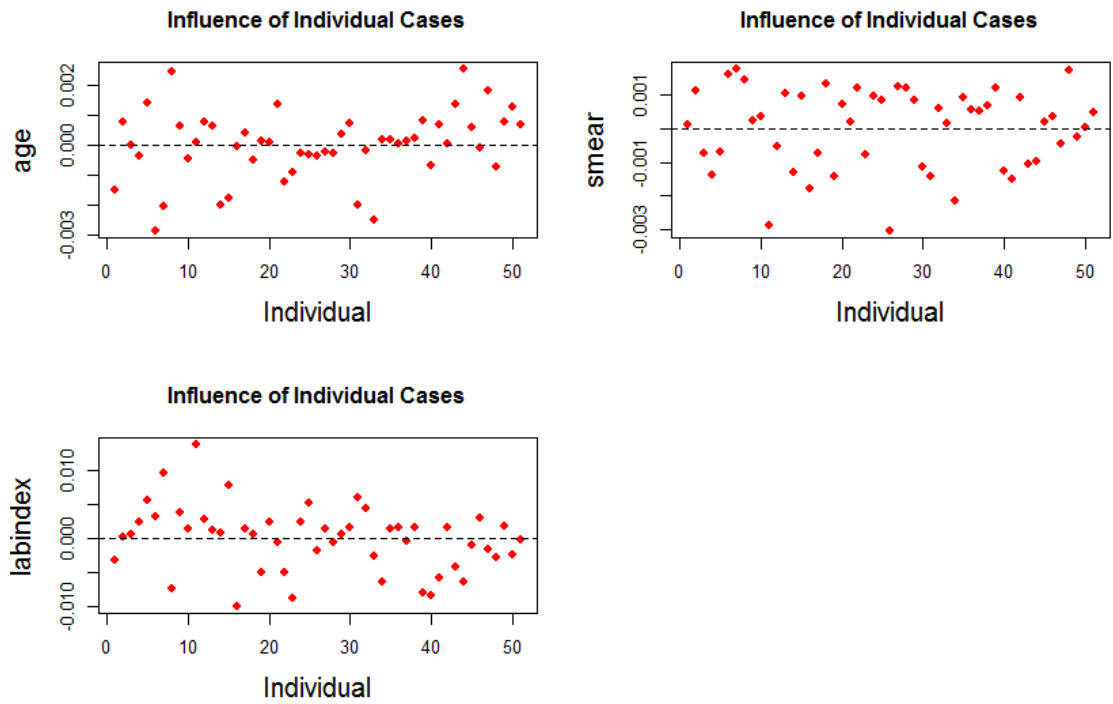 Influence of Individual Cases
age
0.002
0.000
-0.003
0 10 20 30 40 50
Individual
Influence of Individual Cases
smear
0.001
-0.001
-0.003
0 10 20 30 40 50
Individual
Influence of Individual Cases
labindex
0.010
0.000
-0.010
0 10 20 30 40 50
Individual